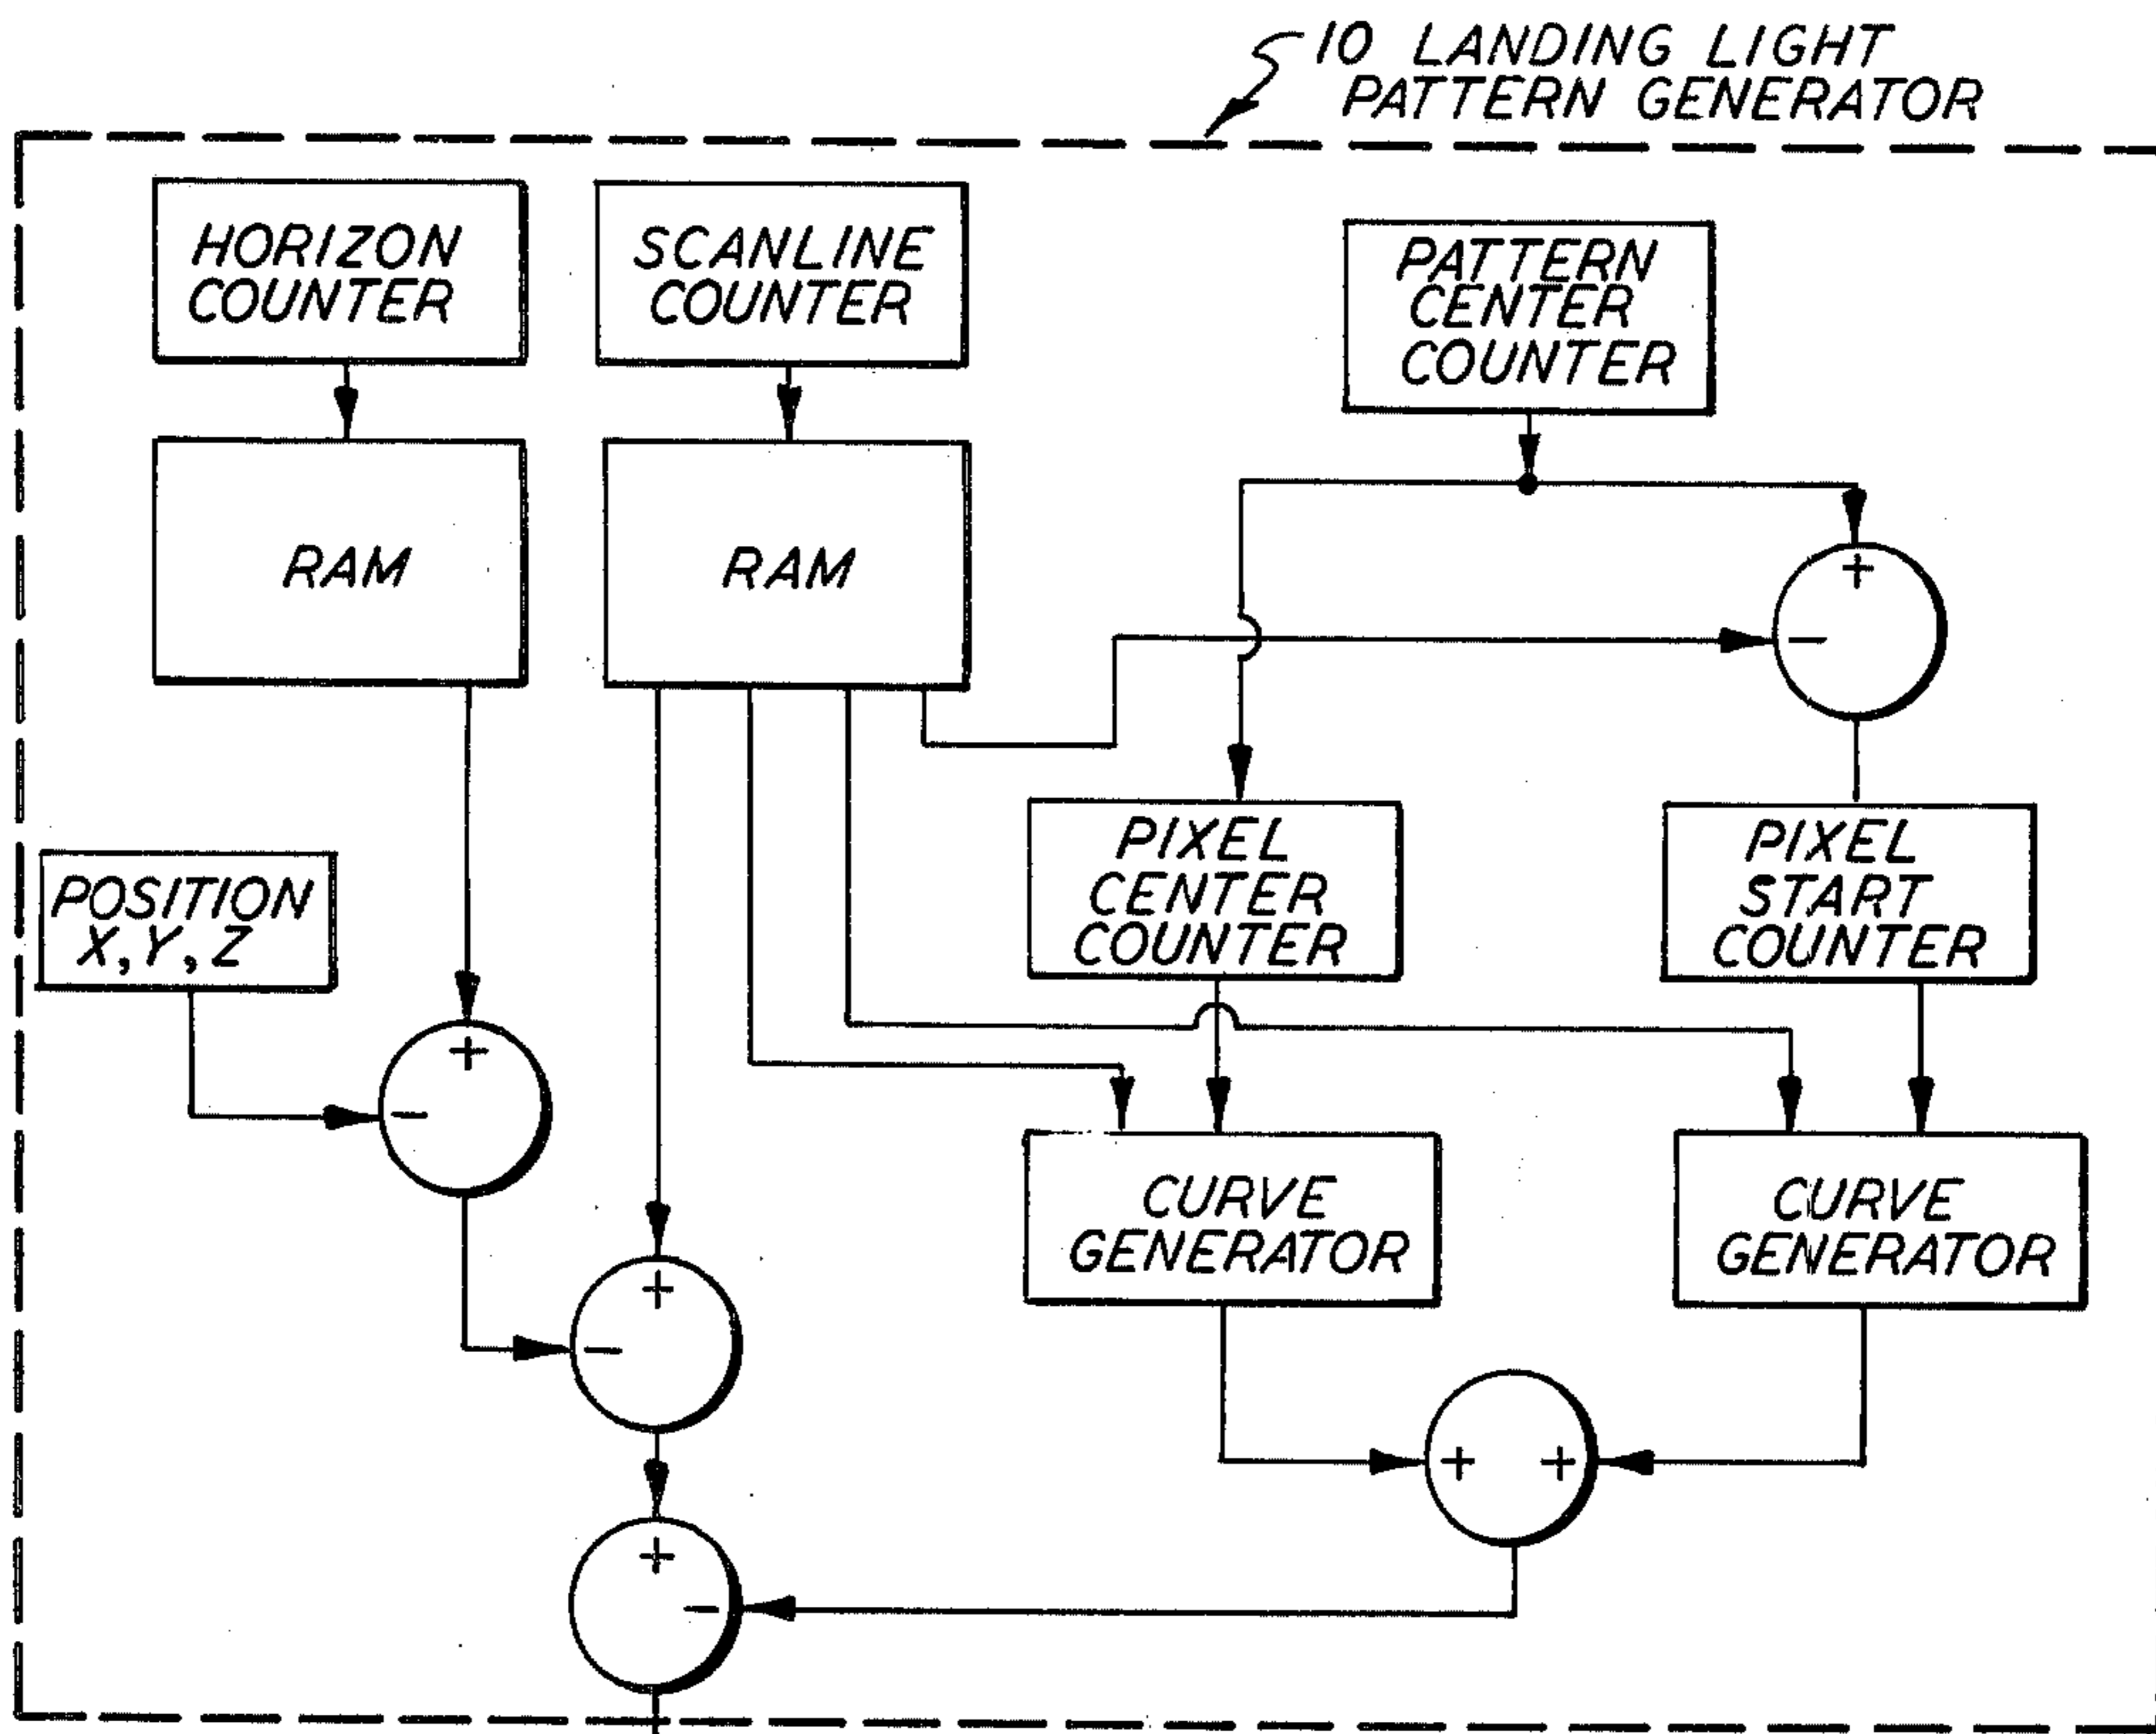 10 LANDING LIGHT
PATTERN GENERATOR
HORIZON
COUNTER
SCANLINE
COUNTER
PATTERN
CENTER
COUNTER
RAM
RAM
+
-
PIXEL
CENTER
COUNTER
PIXEL
START
COUNTER
POSITION
X, Y, Z
+
-
CURVE
GENERATOR
CURVE
GENERATOR
+
-
+ +
+
-